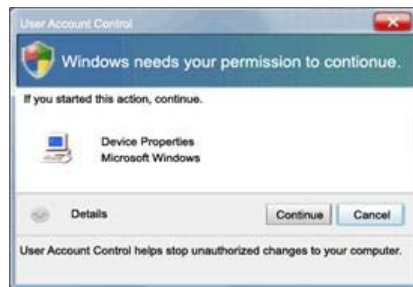 User Account Control
Windows needs your permission to contionue.
If you started this action, continue.
Device Properties
Microsoft Windows
Details
Continue
Cancel
User Account Control helps stop unauthorized changes to your computer.